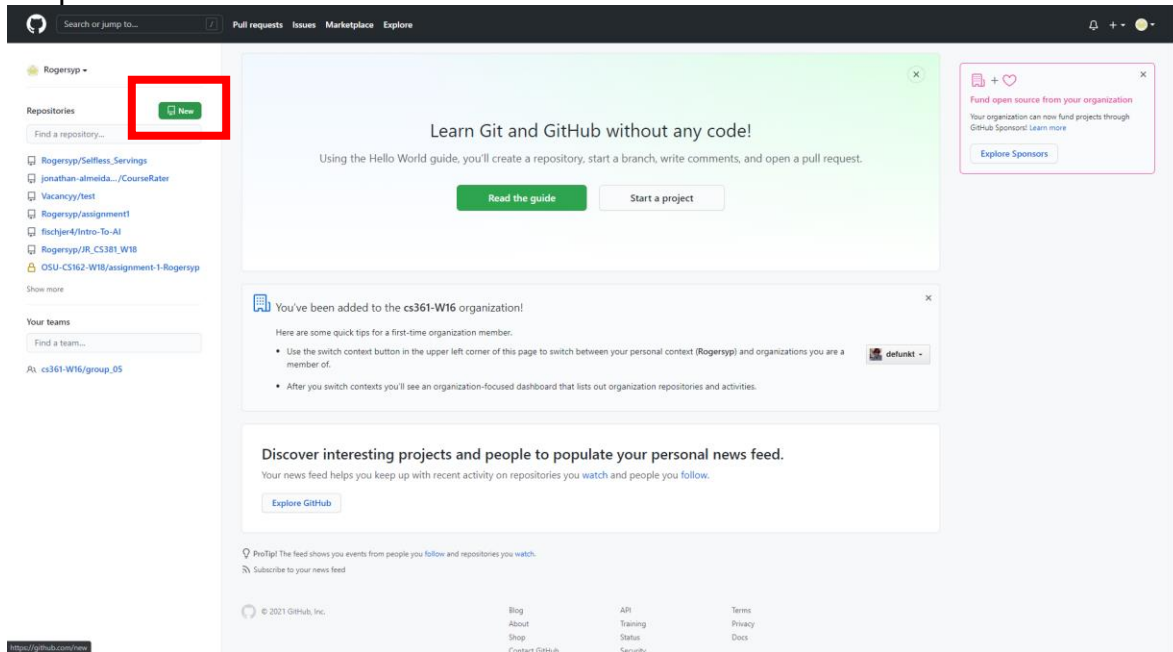 Search or jump to...
/
Pull requests Issues Marketplace Explore
Rogersyp
Repositories
New
Find a repository...
Rogersyp/Selfless_Servings
jonathan-almeida.../CourseRater
Vacancyy/test
Rogersyp/assignment1
fischjer4/Intro-To-AI
Rogersyp/JR_CS381_W18
OSU-CS162-W18/assignment-1-Rogersyp
Show more
Your teams
Find a team...
cs361-W16/group_05
Learn Git and GitHub without any code!
Using the Hello World guide, you'll create a repository, start a branch, write comments, and open a pull request.
Read the guide
Start a project
You've been added to the cs361-W16 organization!
Here are some quick tips for a first-time organization member.
• Use the switch context button in the upper left corner of this page to switch between your personal context (Rogersyp) and organizations you are a
member of.
• After you switch contexts you'll see an organization-focused dashboard that lists out organization repositories and activities.
defunkt
Discover interesting projects and people to populate your personal news feed.
Your news feed helps you keep up with recent activity on repositories you watch and people you follow.
Explore GitHub
ProTip! The feed shows you events from people you follow and repositories you watch.
Subscribe to your news feed
© 2021 GitHub, Inc.
Blog
About
Shop
Contact GitHub
API
Training
Status
Security
Terms
Privacy
Docs
Fund open source from your organization
Your organization can now fund projects through
GitHub Sponsors! Learn more
Explore Sponsors
https://github.com/new